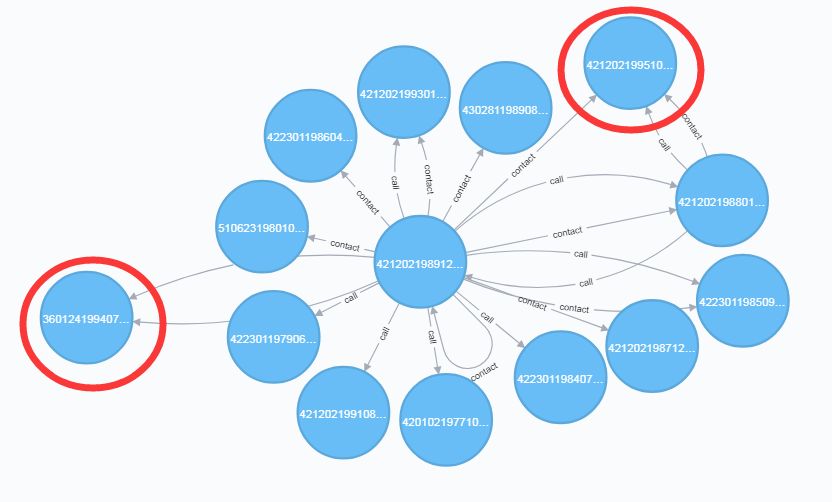 421202199510...
421202199301...
430281198908...
422301198604...
contact
call
contact
call
contact
contact
contact
call
421202198801...
510623198010...
contact
contact
421202198912...
call
call
422301198509...
360124199407...
call
contact
contact
call
call
call
422301197906...
421202198712...
contact
422301198407...
421202199108...
420102197710...